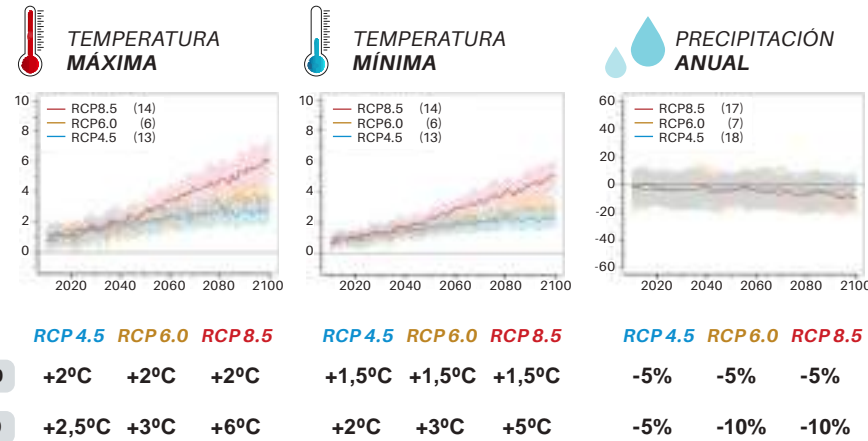 TEMPERATURA
MÁXIMA
TEMPERATURA
MÍNIMA
PRECIPITACIÓN
ANUAL
10
8
6
4
2
0
RCP8.5 (14)
RCP6.0 (6)
RCP4.5 (13)
2020 2040 2060 2080 2100
10
8
6
4
2
0
RCP8.5 (14)
RCP6.0 (6)
RCP4.5 (13)
2020 2040 2060 2080 2100
60
40
20
0
-20
-40
-60
RCP8.5 (17)
RCP6.0 (7)
RCP4.5 (18)
2020 2040 2060 2080 2100
RCP 4.5 RCP 6.0 RCP 8.5 RCP 4.5 RCP 6.0 RCP 8.5 RCP 4.5 RCP 6.0 RCP 8.5
+2ºC +2ºC +2ºC +1,5ºC +1,5ºC +1,5ºC -5% -5% -5%
+2,5ºC +3ºC +6ºC +2ºC +3ºC +5ºC -5% -10% -10%